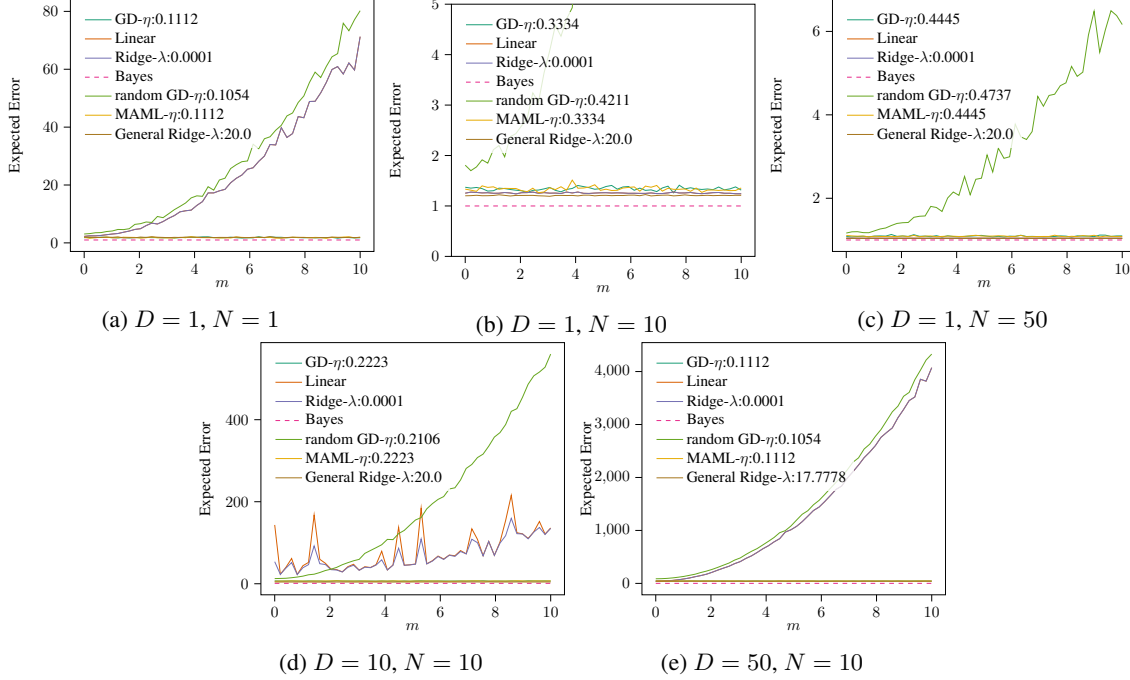 80
60
40
20
0
Expected Error
GD-η:0.1112
Linear
Ridge-λ:0.0001
Bayes
random GD-η:0.1054
MAML-η:0.1112
General Ridge-λ:20.0
0 2 4 6 8 10
m
(a) D = 1, N = 1
5
4
3
2
1
0
Expected Error
GD-η:0.3334
Linear
Ridge-λ:0.0001
Bayes
random GD-η:0.4211
MAML-η:0.3334
General Ridge-λ:20.0
0 2 4 6 8 10
m
(b) D = 1, N = 10
6
4
2
Expected Error
GD-η:0.4445
Linear
Ridge-λ:0.0001
Bayes
random GD-η:0.4737
MAML-η:0.4445
General Ridge-λ:20.0
0 2 4 6 8 10
m
(c) D = 1, N = 50
400
200
0
Expected Error
GD-η:0.2223
Linear
Ridge-λ:0.0001
Bayes
random GD-η:0.2106
MAML-η:0.2223
General Ridge-λ:20.0
0 2 4 6 8 10
m
(d) D = 10, N = 10
4,000
3,000
2,000
1,000
0
Expected Error
GD-η:0.1112
Linear
Ridge-λ:0.0001
Bayes
random GD-η:0.1054
MAML-η:0.1112
General Ridge-λ:17.7778
0 2 4 6 8 10
m
(e) D = 50, N = 10